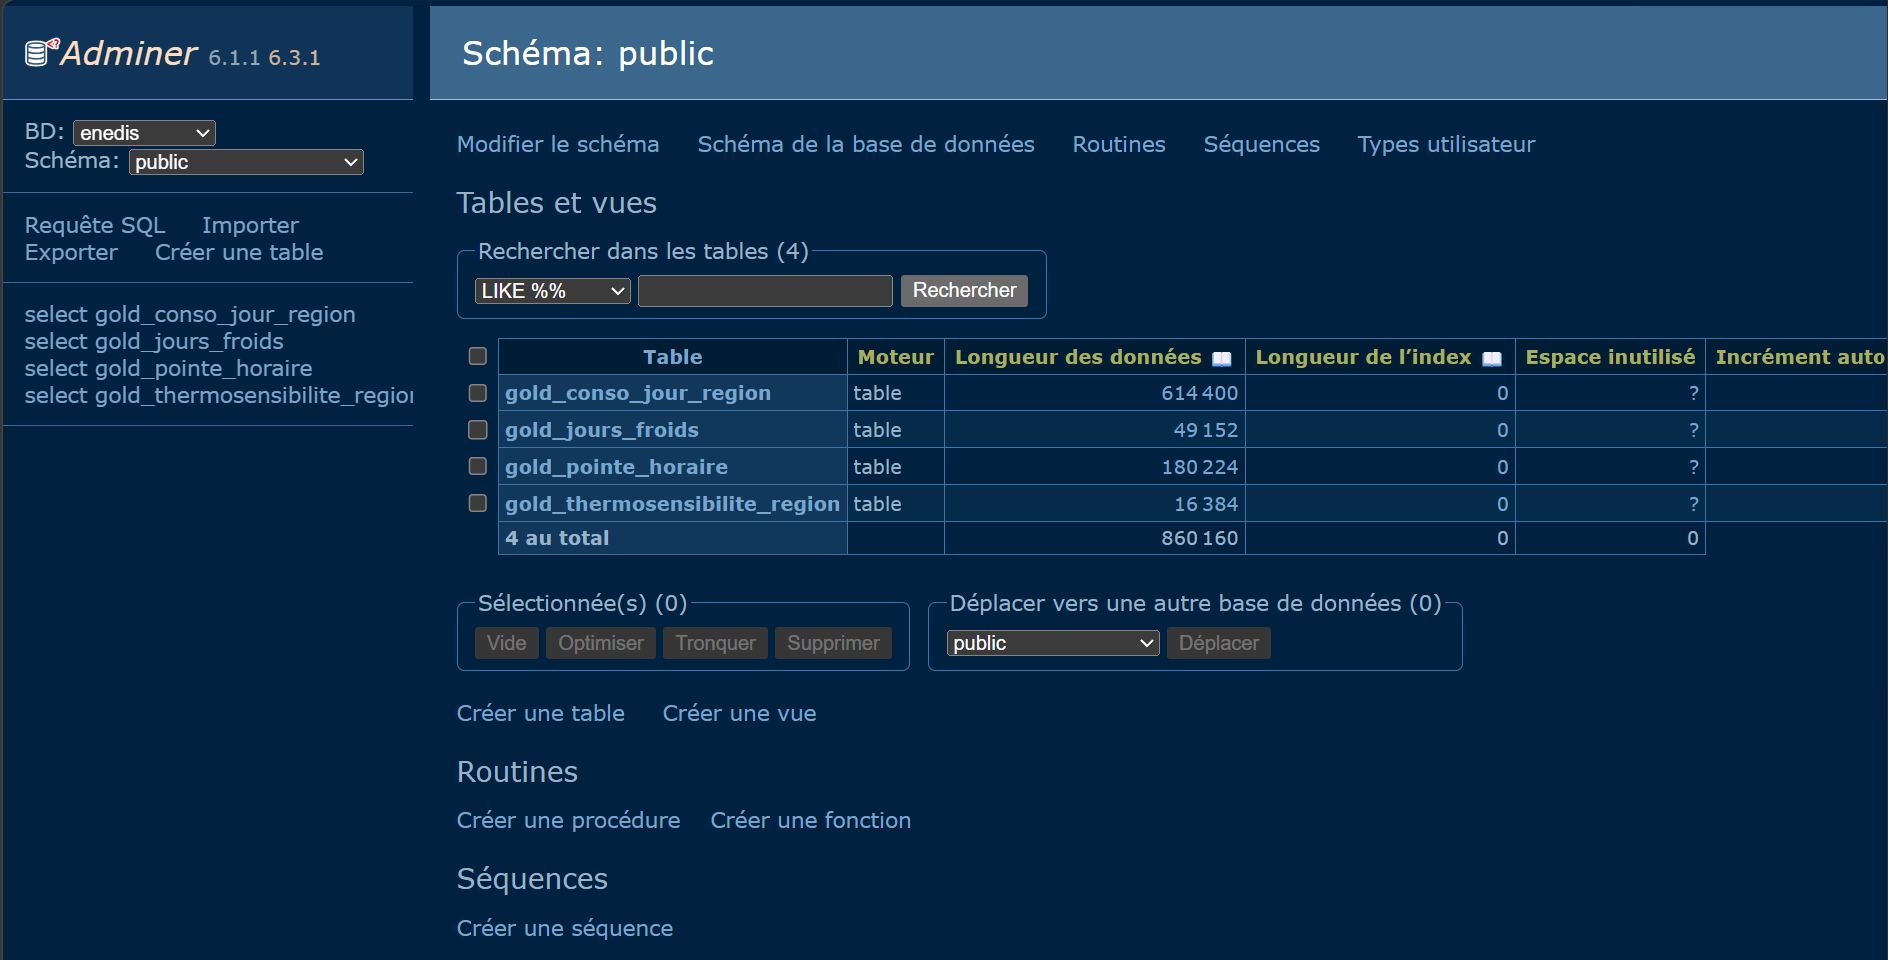 Adminer 6.1.1 6.3.1
Schéma: public
BD: enedis
Schéma: public
Requête SQL Importer
Exporter Créer une table
select gold_conso_jour_region
select gold_jours_froids
select gold_pointe_horaire
select gold_thermosensibilite_region
Modifier le schéma Schéma de la base de données Routines Séquences Types utilisateur
Tables et vues
Rechercher dans les tables (4)
LIKE %% Rechercher
Table Moteur Longueur des données Longueur de l’index Espace inutilisé Incrément auto
gold_conso_jour_region table 614 400 0 ?
gold_jours_froids table 49 152 0 ?
gold_pointe_horaire table 180 224 0 ?
gold_thermosensibilite_region table 16 384 0 ?
4 au total 860 160 0 0
Sélectionnée(s) (0) Déplacer vers une autre base de données (0)
Vide Optimiser Tronquer Supprimer public Déplacer
Créer une table Créer une vue
Routines
Créer une procédure Créer une fonction
Séquences
Créer une séquence